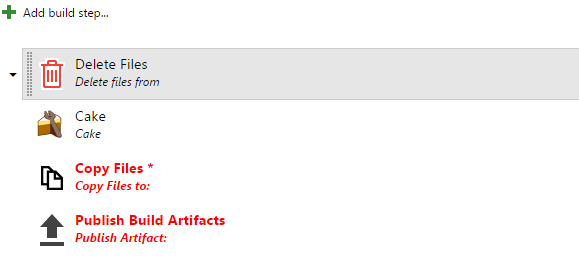 Add build step...
Delete Files
Delete files from
Cake
Cake
Copy Files *
Copy Files to:
Publish Build Artifacts
Publish Artifact: